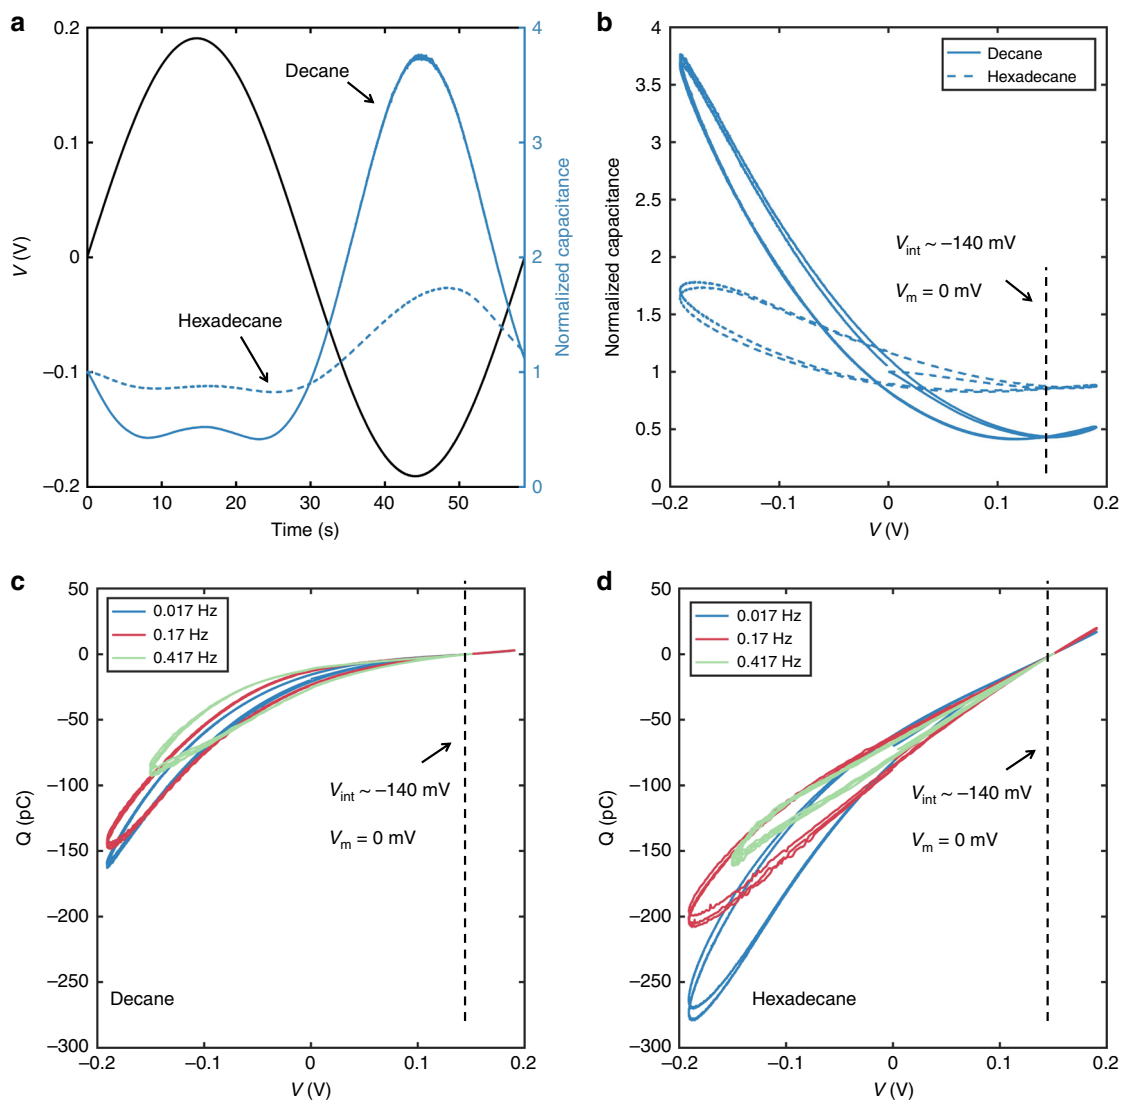 a
0.2
0.1
0
–0.1
–0.2
V (V)
0
10
20
30
40
50
Time (s)
4
3
2
1
0
Normalized capacitance
Decane
Hexadecane
b
4
3.5
3
2.5
2
1.5
1
0.5
0
Normalized capacitance
–0.2
–0.1
0
0.1
0.2
V (V)
Decane
Hexadecane
Vint ~ –140 mV
Vm = 0 mV
c
50
0
–50
–100
–150
–200
–250
–300
Q (pC)
–0.2
–0.1
0
0.1
0.2
V (V)
0.017 Hz
0.17 Hz
0.417 Hz
Vint ~ –140 mV
Vm = 0 mV
Decane
d
50
0
–50
–100
–150
–200
–250
–300
Q (pC)
–0.2
–0.1
0
0.1
0.2
V (V)
0.017 Hz
0.17 Hz
0.417 Hz
Vint ~ –140 mV
Vm = 0 mV
Hexadecane